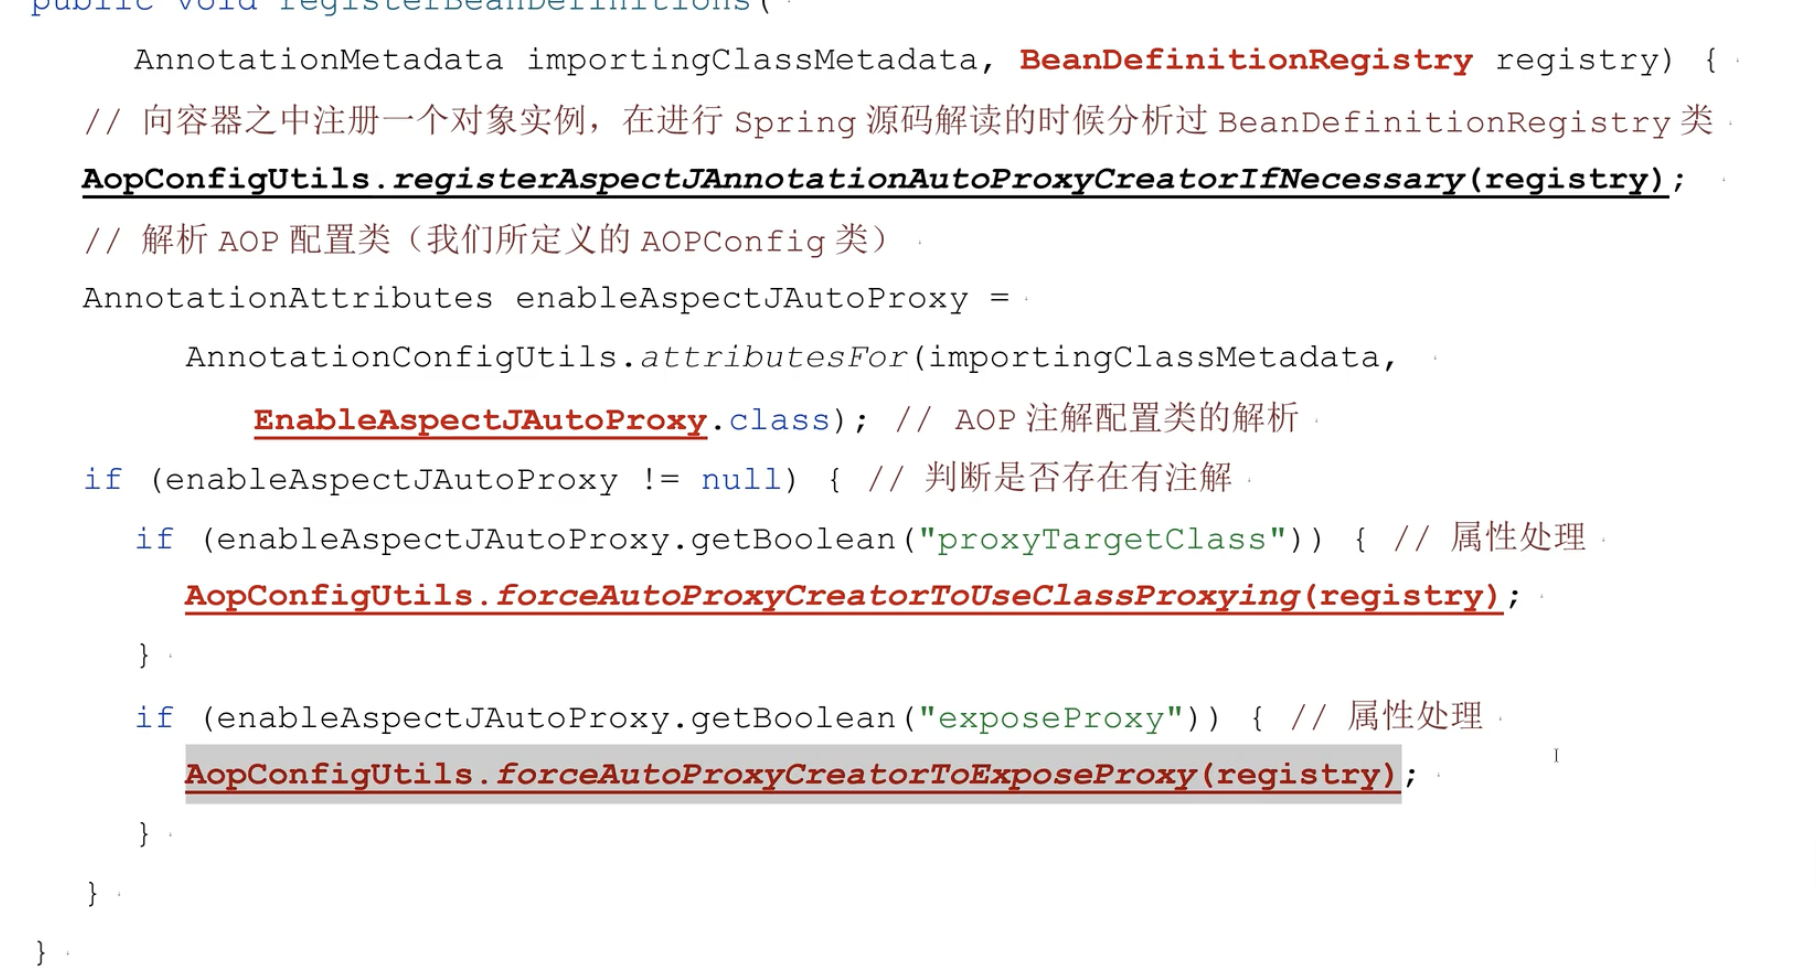 public void registerBeanDefinitions(
AnnotationMetadata importingClassMetadata, BeanDefinitionRegistry registry) {
// 向容器之中注册一个对象实例，在进行 Spring 源码解读的时候分析过 BeanDefinitionRegistry 类
AopConfigUtils.registerAspectJAnnotationAutoProxyCreatorIfNecessary(registry);
// 解析 AOP 配置类（我们所定义的 AOPConfig 类）
AnnotationAttributes enableAspectJAutoProxy =
AnnotationConfigUtils.attributesFor(importingClassMetadata,
EnableAspectJAutoProxy.class); // AOP 注解配置类的解析
if (enableAspectJAutoProxy != null) { // 判断是否存在有注解
if (enableAspectJAutoProxy.getBoolean("proxyTargetClass")) { // 属性处理
AopConfigUtils.forceAutoProxyCreatorToUseClassProxying(registry);
}
if (enableAspectJAutoProxy.getBoolean("exposeProxy")) { // 属性处理
AopConfigUtils.forceAutoProxyCreatorToExposeProxy(registry);
}
}
}